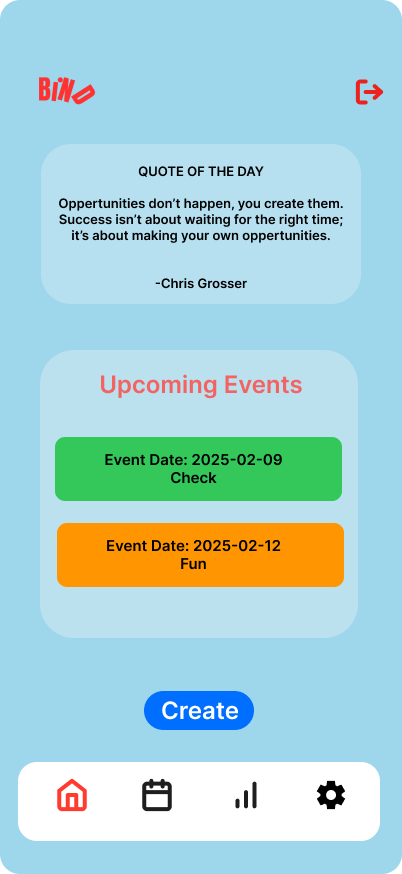 BiNO
QUOTE OF THE DAY
Oppertunities don’t happen, you create them.
Success isn’t about waiting for the right time;
it’s about making your own oppertunities.
-Chris Grosser
Upcoming Events
Event Date: 2025-02-09
Check
Event Date: 2025-02-12
Fun
Create